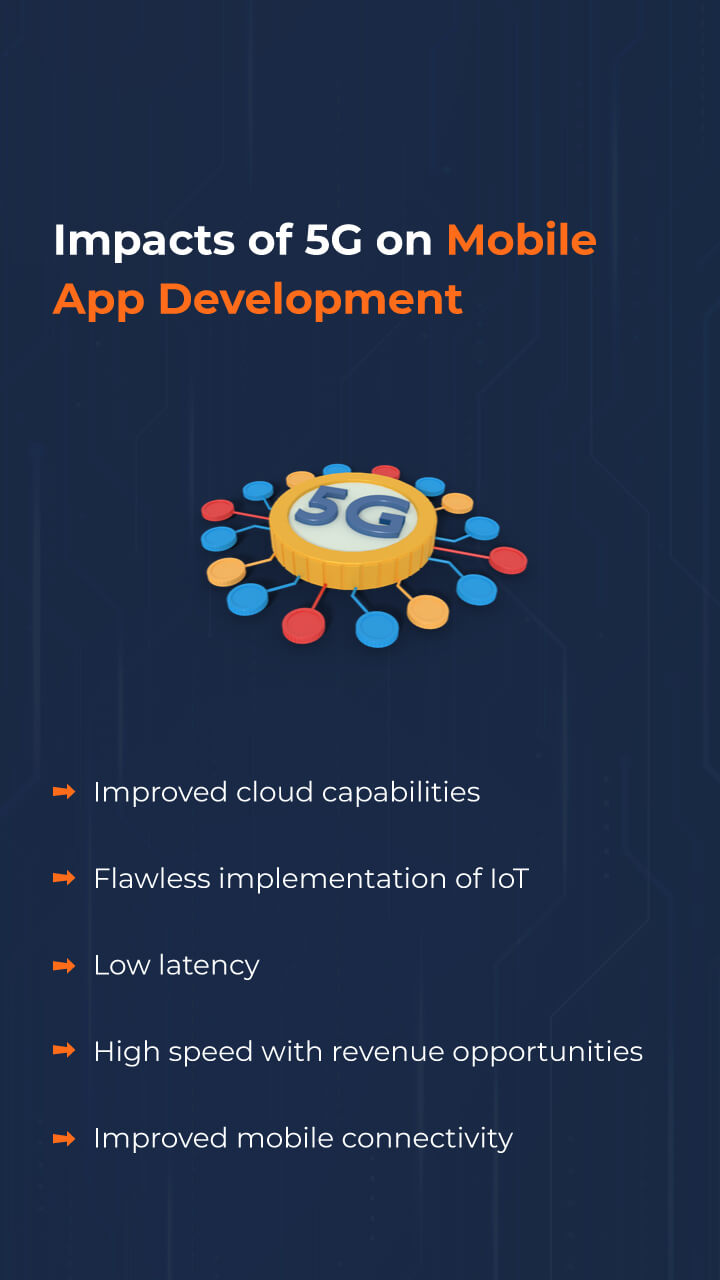 Impacts of 5G on Mobile
App Development
5G
Improved cloud capabilities
Flawless implementation of IoT
Low latency
High speed with revenue opportunities
Improved mobile connectivity